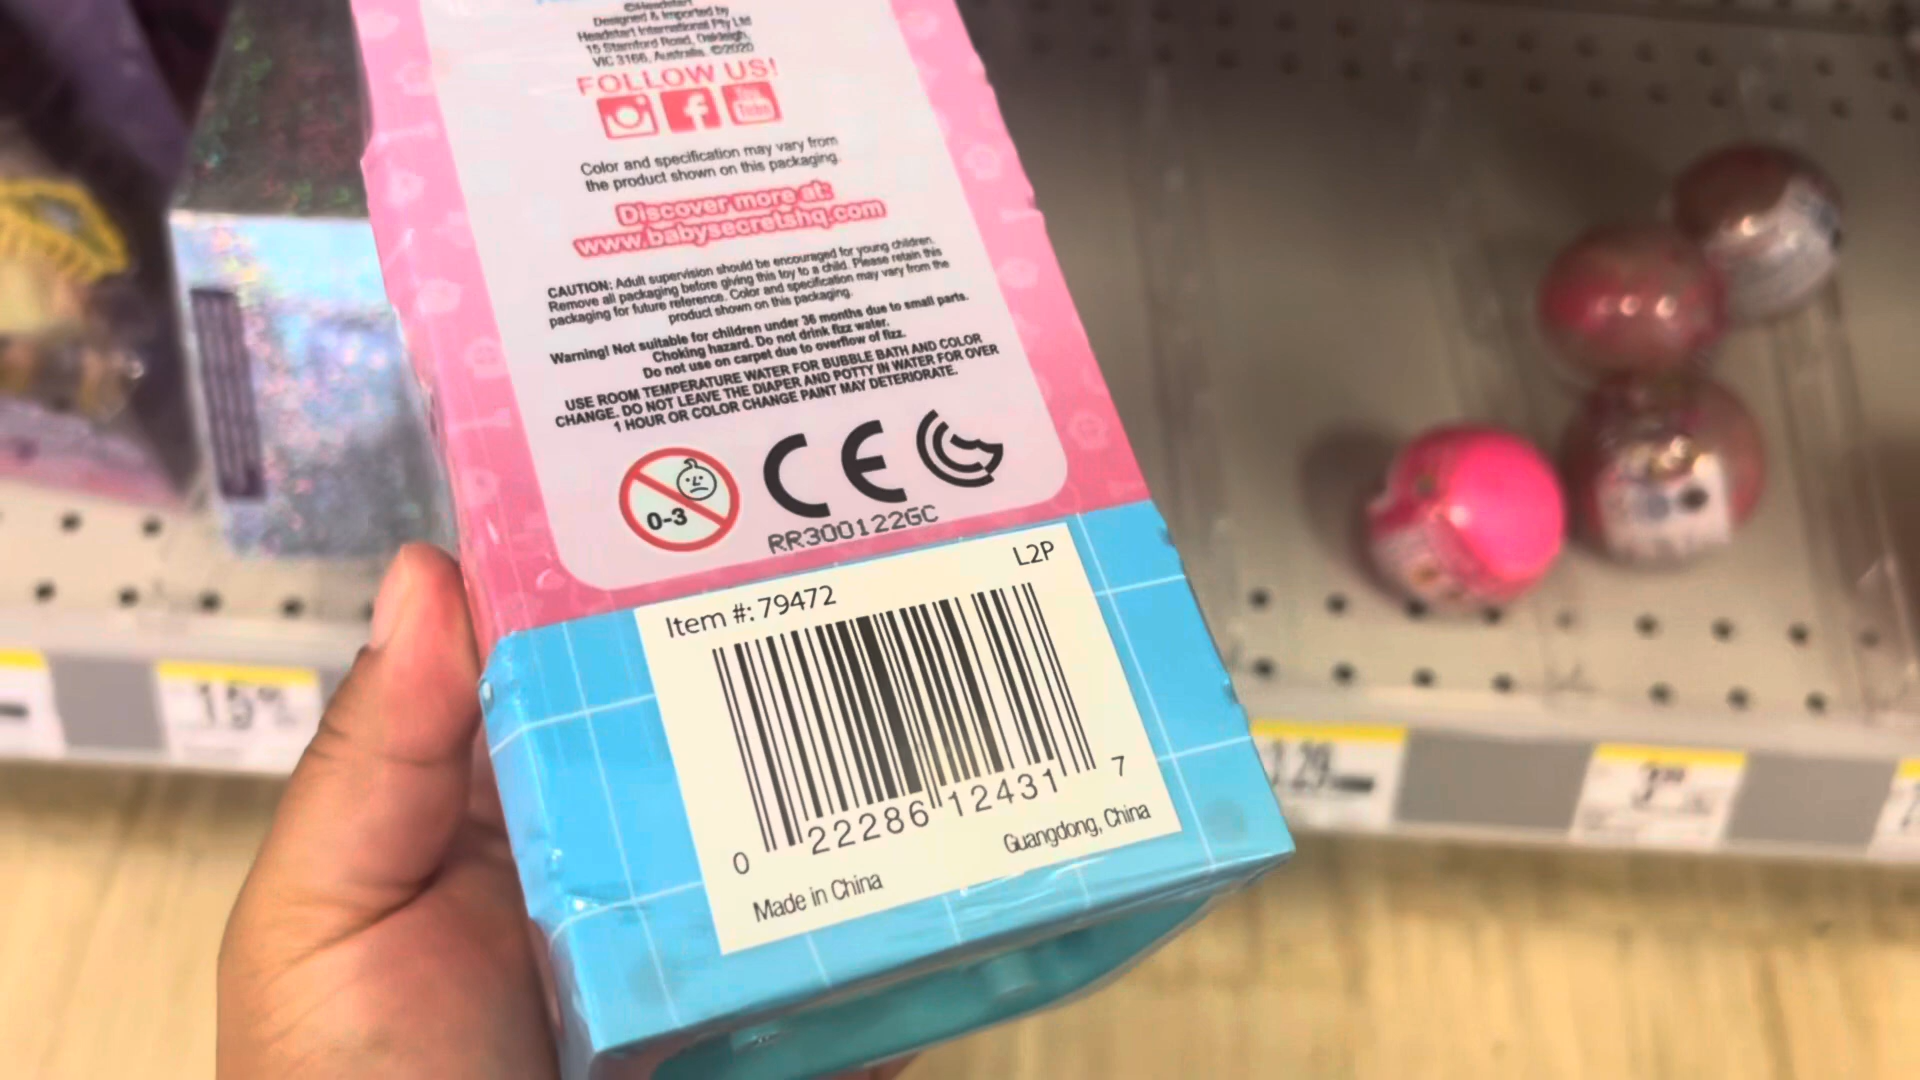 ©Headstart
Designed & Imported by
Headstart International Pty Ltd
15 Stamford Road, Oakleigh,
VIC 3166, Australia. ©2020
FOLLOW US!
You Tube
Color and specification may vary from
the product shown on this packaging.
Discover more at:
www.babysecretshq.com
CAUTION: Adult supervision should be encouraged for young children.
Remove all packaging before giving this toy to a child. Please retain this
packaging for future reference. Color and specification may vary from the
product shown on this packaging.
Warning! Not suitable for children under 36 months due to small parts.
Choking hazard. Do not drink fizz water.
Do not use on carpet due to overflow of fizz.
USE ROOM TEMPERATURE WATER FOR BUBBLE BATH AND COLOR
CHANGE. DO NOT LEAVE THE DIAPER AND POTTY IN WATER FOR OVER
1 HOUR OR COLOR CHANGE PAINT MAY DETERIORATE.
0-3
CE
RR300122GC
Item #: 79472
L2P
0 22286 12431 7
Made in China
Guangdong, China